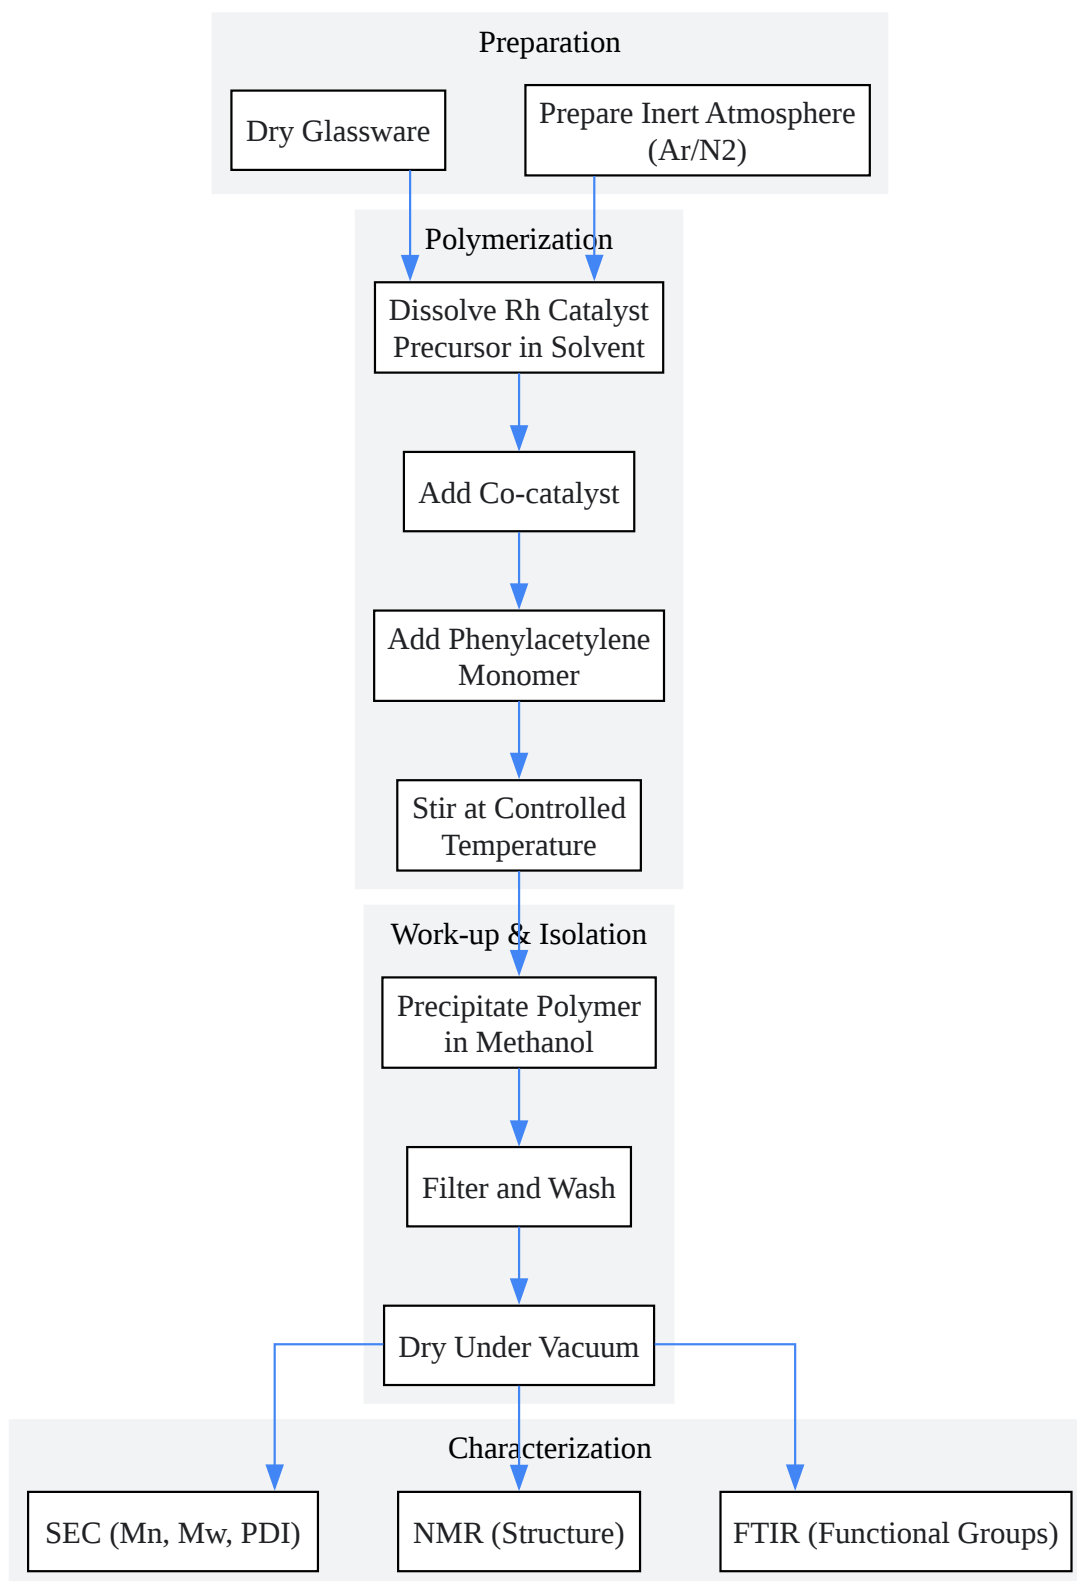 Preparation
Dry Glassware
Prepare Inert Atmosphere
(Ar/N2)
Polymerization
Dissolve Rh Catalyst
Precursor in Solvent
Add Co-catalyst
Add Phenylacetylene
Monomer
Stir at Controlled
Temperature
Work-up & Isolation
Precipitate Polymer
in Methanol
Filter and Wash
Dry Under Vacuum
Characterization
SEC (Mn, Mw, PDI)
NMR (Structure)
FTIR (Functional Groups)